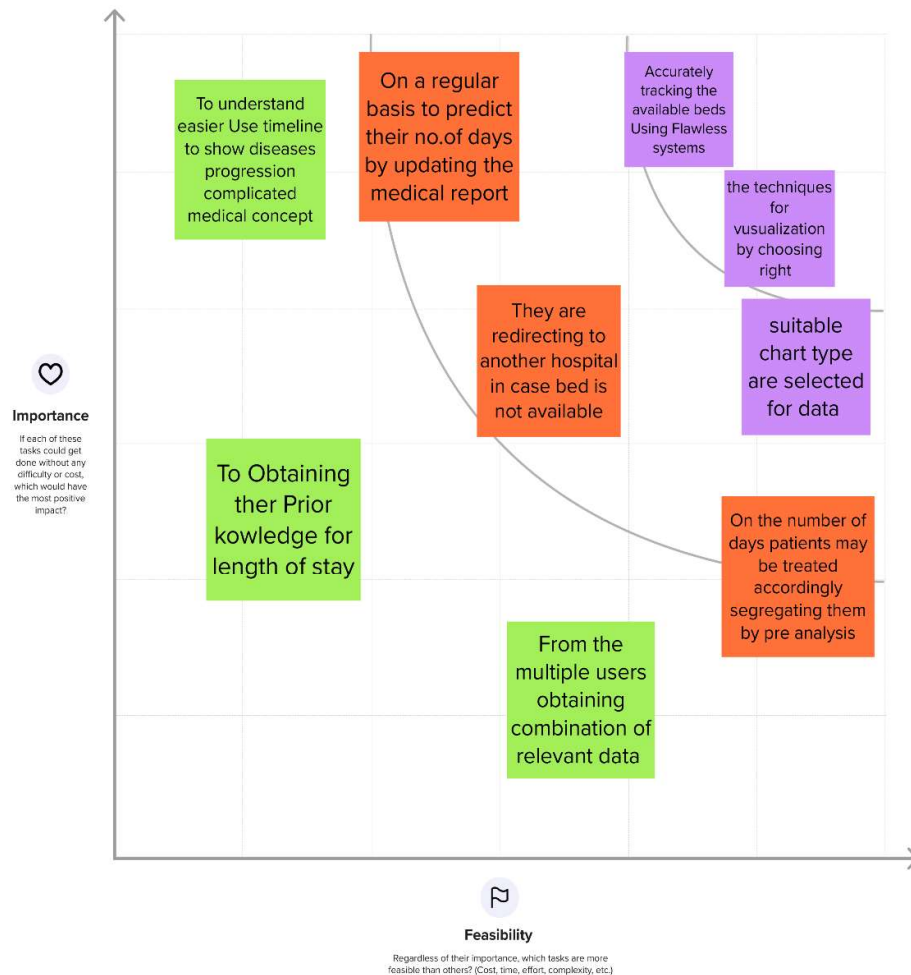 To understand
easier Use timeline
to show diseases
progression
complicated
medical concept
On a regular
basis to predict
their no.of days
by updating the
medical report
Accurately
tracking the
available beds
Using Flawless
systems
the techniques
for
vusualization
by choosing
right
They are
redirecting to
another hospital
in case bed is
not available
suitable
chart type
are selected
for data
Importance
If each of these
tasks could get
done without any
difficulty or cost,
which would have
the most positive
impact?
To Obtaining
ther Prior
kowledge for
length of stay
On the number of
days patients may
be treated
accordingly
segregating them
by pre analysis
From the
multiple users
obtaining
combination of
relevant data
Feasibility
Regardless of their importance, which tasks are more
feasible than others? (Cost, time, effort, complexity, etc.)